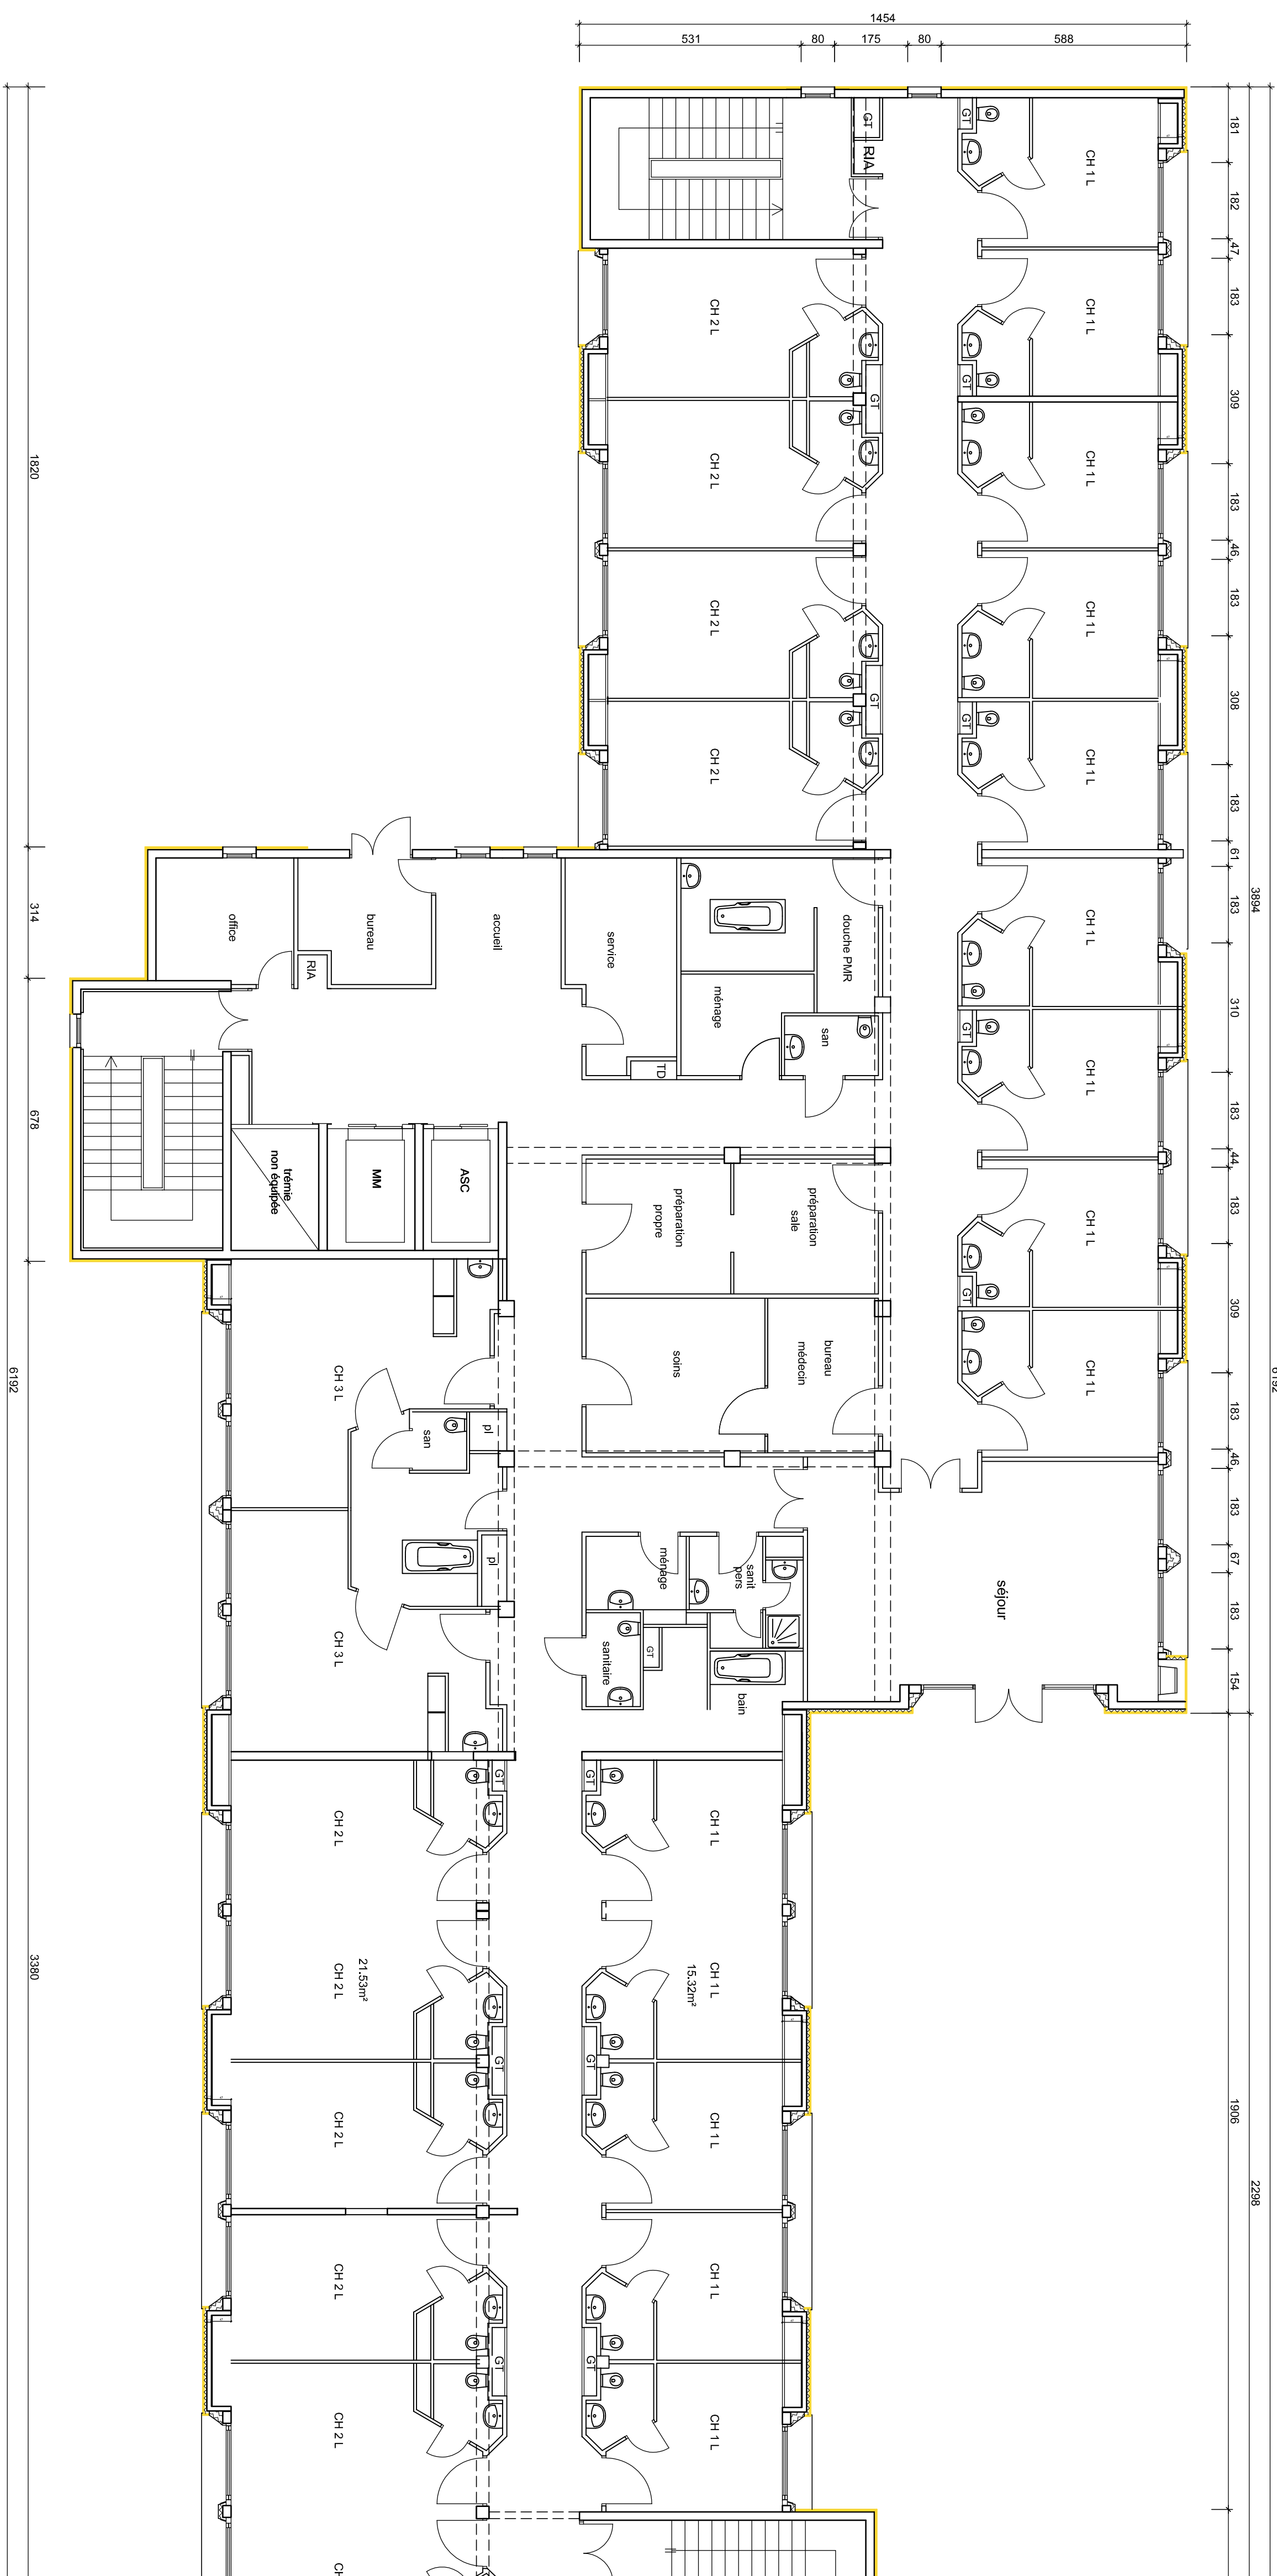 1454
531
80
175
80
588
181
182
47
183
309
183
46
183
308
183
61
183
310
183
44
183
309
183
46
183
67
183
154
3894
6192
1906
2298
1820
314
678
3380
6192
GT
RIA
GT
CH 1 L
CH 2 L
CH 1 L
GT
GT
CH 2 L
CH 1 L
CH 2 L
CH 1 L
GT
GT
CH 2 L
CH 1 L
office
bureau
accueil
service
douche PMR
CH 1 L
RIA
ménage
san
TD
GT
CH 1 L
trémie
non équipée
MM
ASC
préparation
propre
préparation
sale
CH 1 L
GT
CH 3 L
soins
bureau
médecin
CH 1 L
san
pl
pl
ménage
sanit
pers
séjour
CH 3 L
sanitaire
GT
bain
GT
GT
CH 2 L
CH 1 L
21.53m²
CH 2 L
15.32m²
CH 1 L
GT
GT
CH 2 L
CH 1 L
CH 2 L
CH 1 L
GT
GT
CH 2 L
CH 1 L
CH